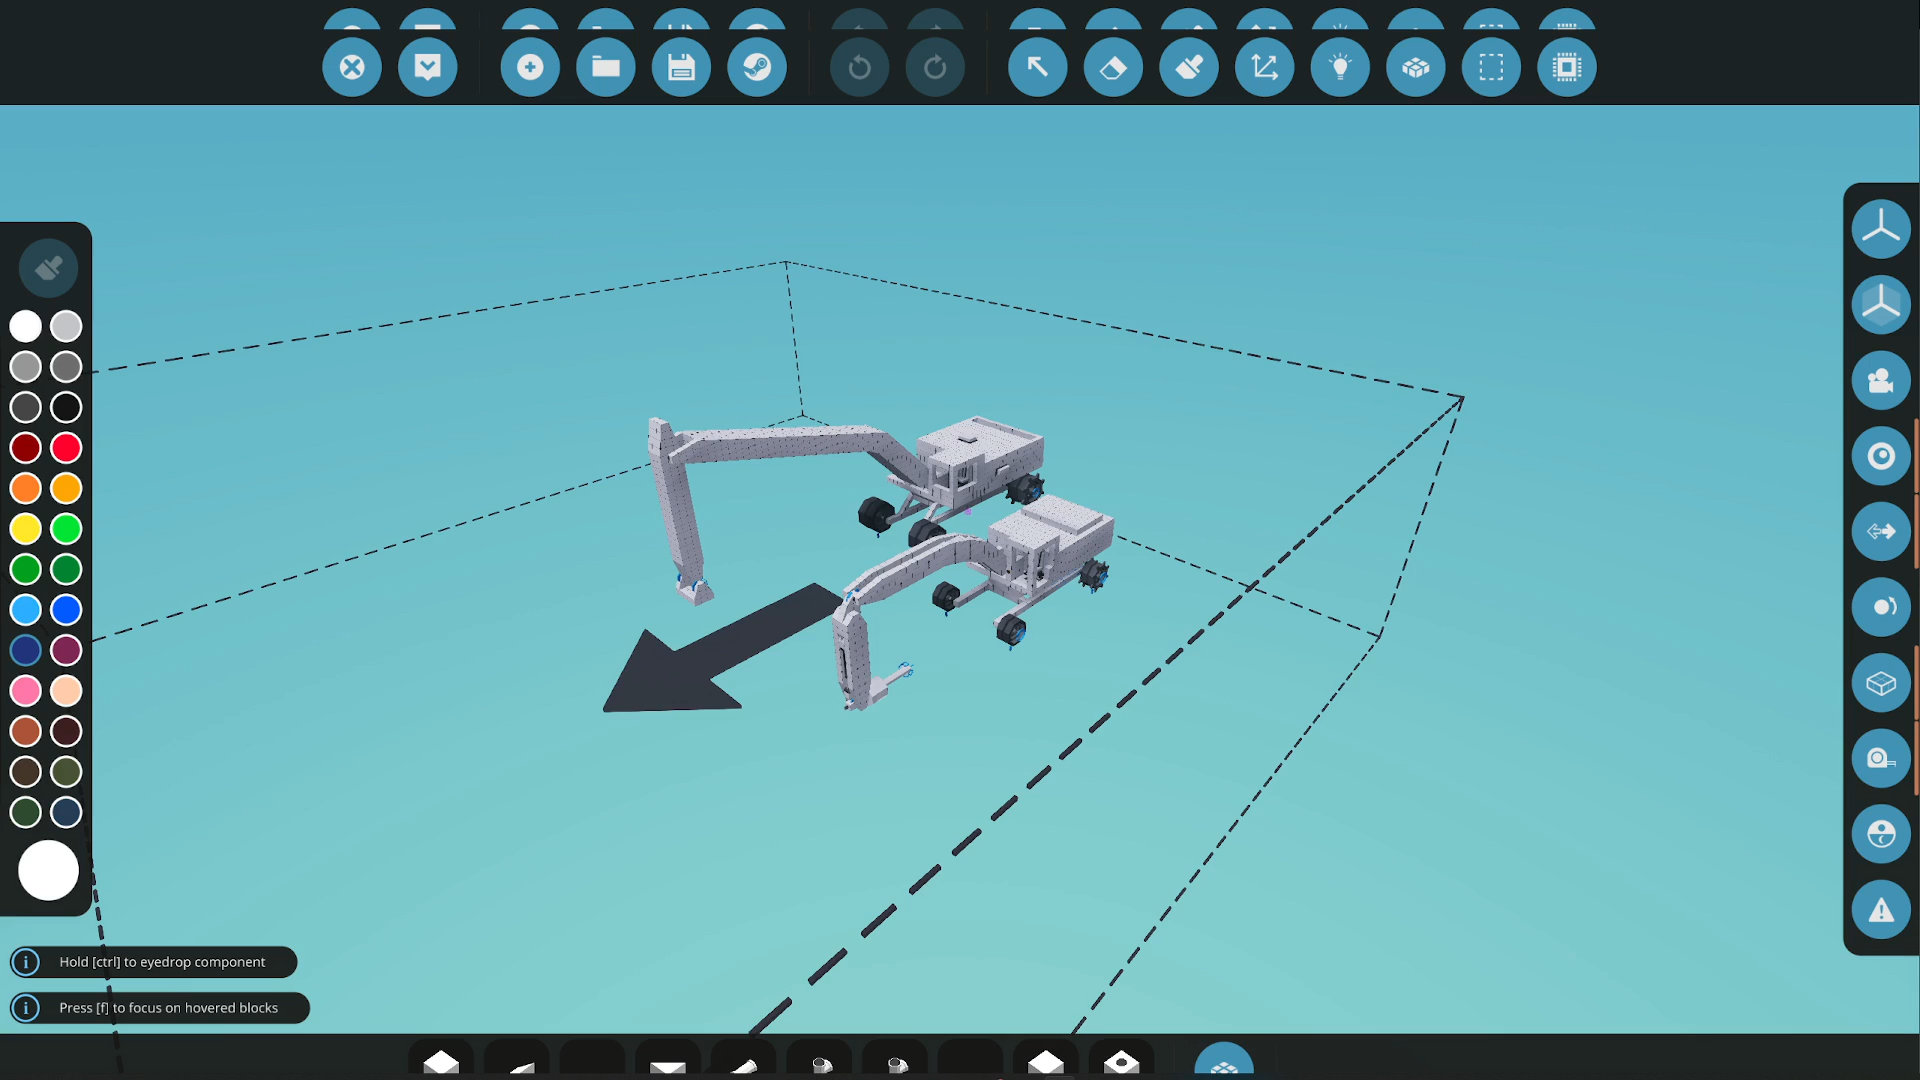 Hold [ctrl] to eyedrop component
Press [f] to focus on hovered blocks